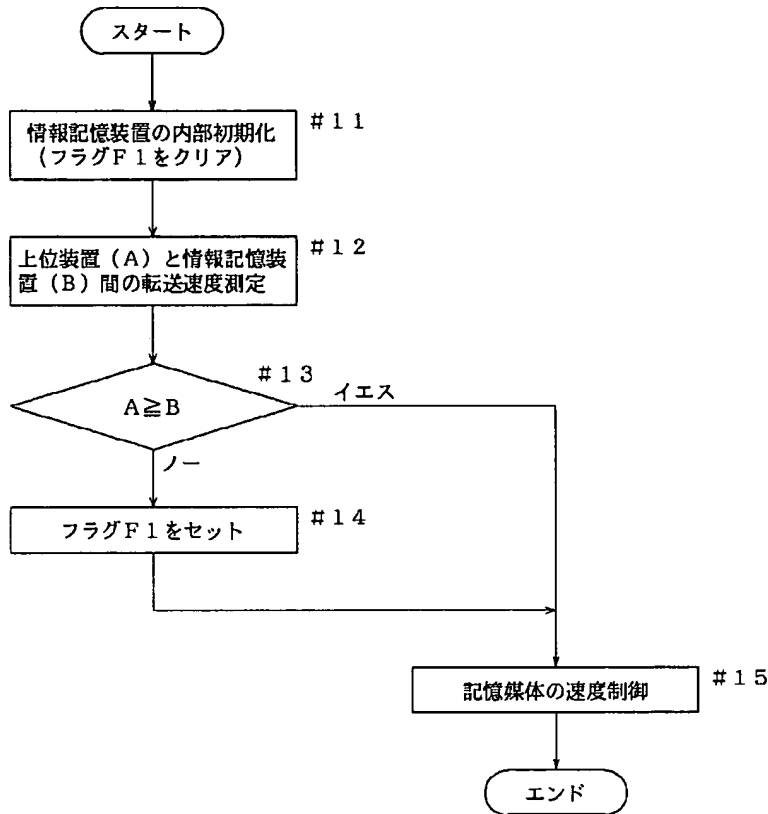 スタート
情報記憶装置の内部初期化
(フラグF1をクリア)
#11
上位装置(A)と情報記憶装
置(B)間の転送速度測定
#12
#13
A≧B
イエス
ノー
フラグF1をセット
#14
記憶媒体の速度制御
#15
エンド